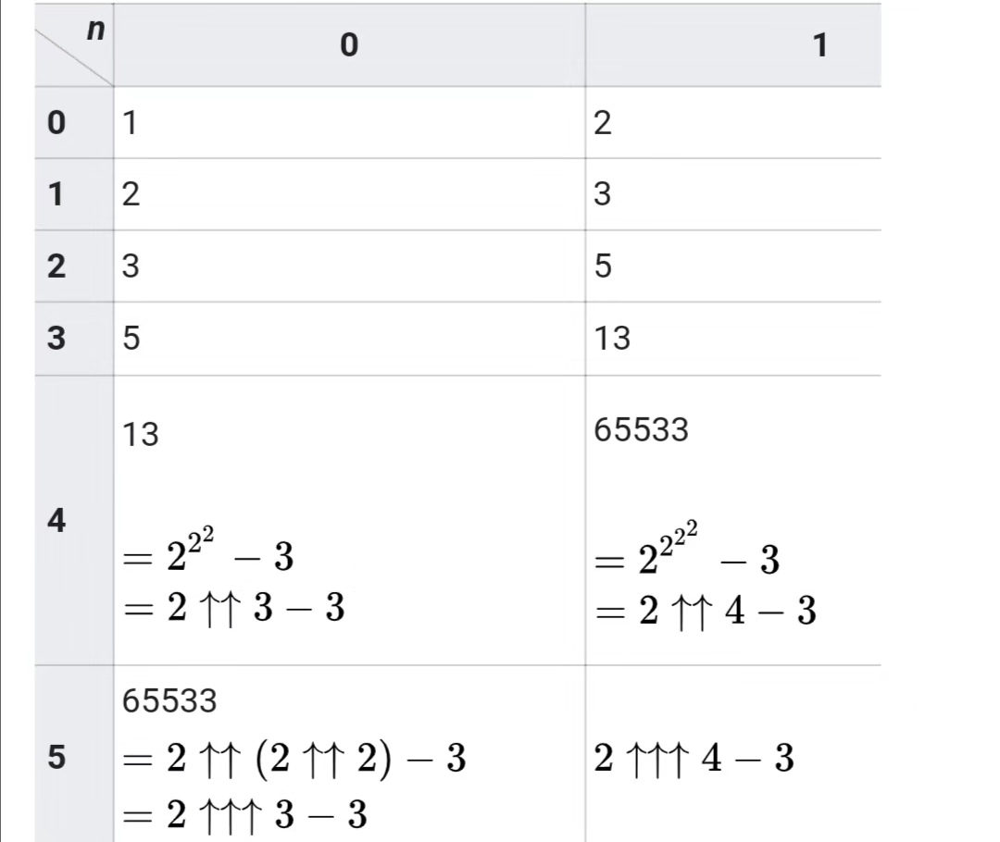 n 0 1
0 1 2
1 2 3
2 3 5
3 5 13
4
13
= 2^{2^{2}} − 3
= 2 ↑↑ 3 − 3
65533
= 2^{2^{2^{2}}} − 3
= 2 ↑↑ 4 − 3
5
65533
= 2 ↑↑ (2 ↑↑ 2) − 3
= 2 ↑↑↑ 3 − 3
2 ↑↑↑ 4 − 3